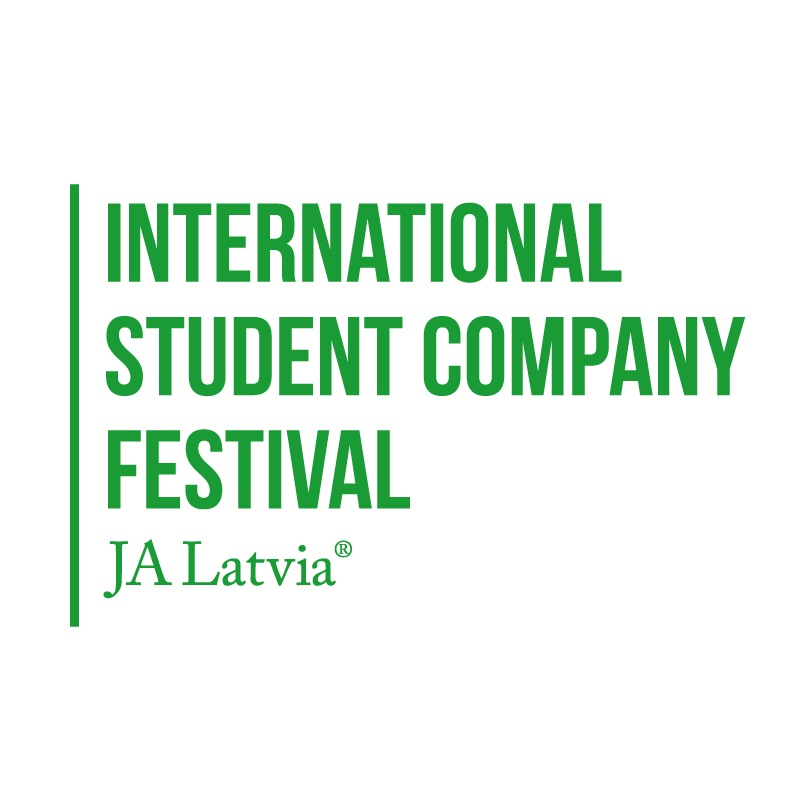 INTERNATIONAL
STUDENT COMPANY
FESTIVAL
JA Latvia®